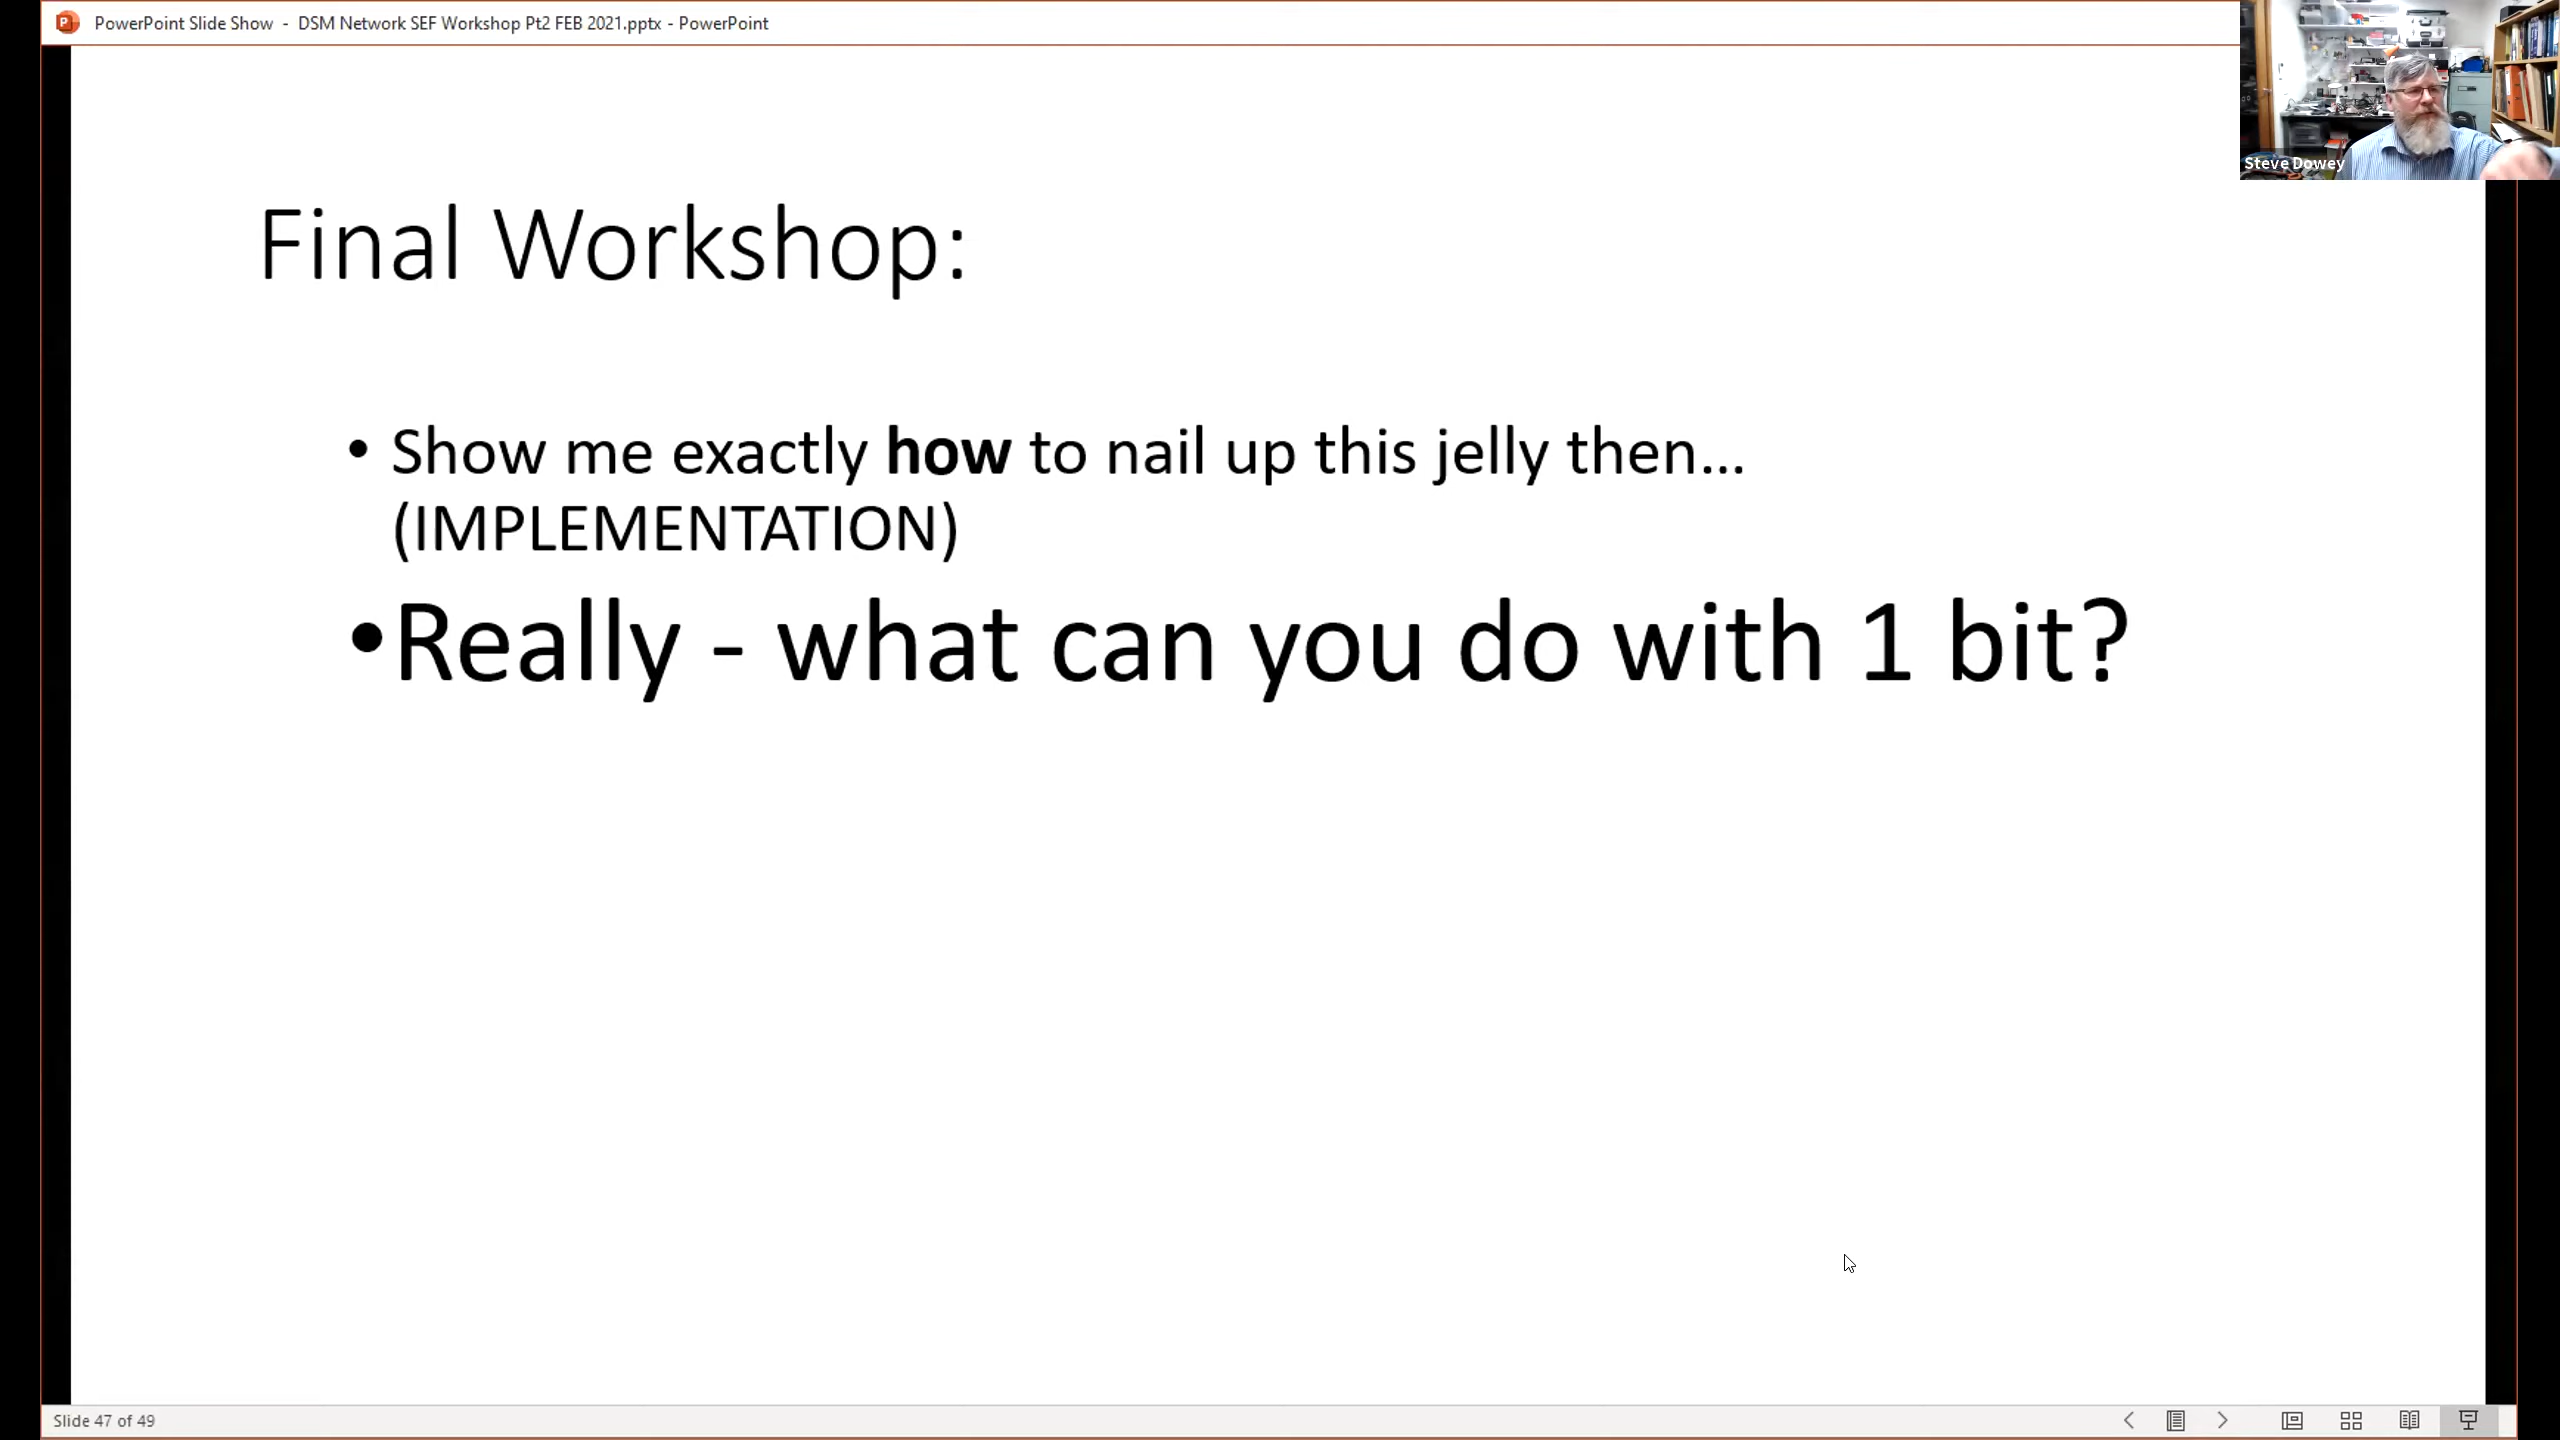 PowerPoint Slide Show - DSM Network SEF Workshop Pt2 FEB 2021.pptx - PowerPoint
Steve Dowey
Final Workshop:
• Show me exactly how to nail up this jelly then...
(IMPLEMENTATION)
•Really - what can you do with 1 bit?
Slide 47 of 49